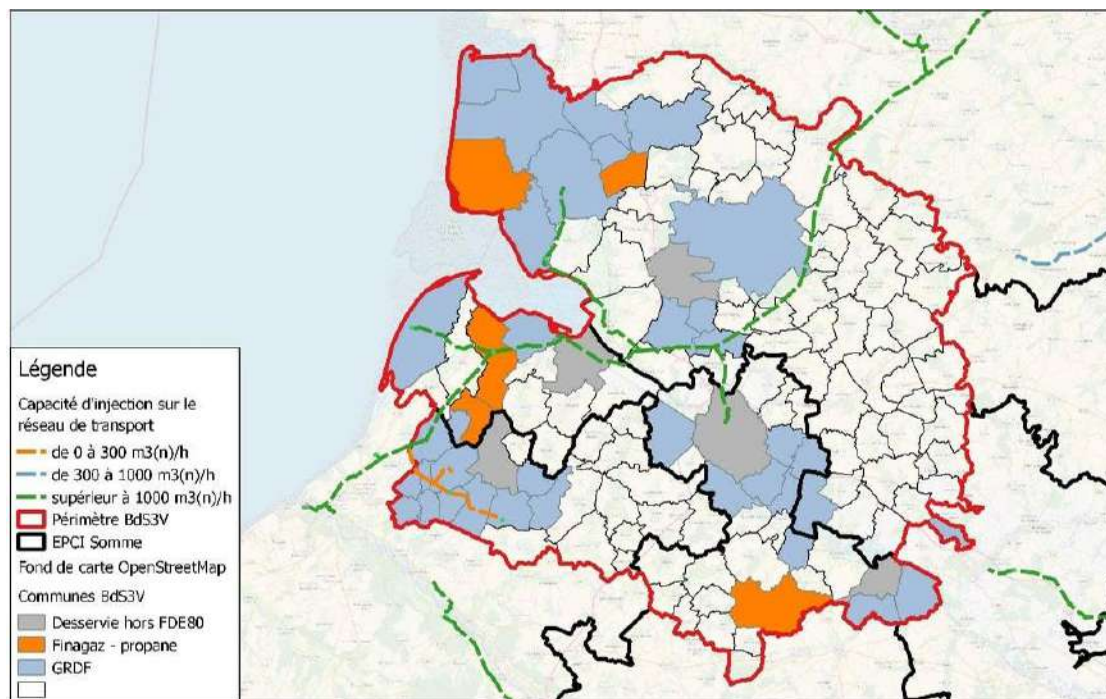 Légende
Capacité d'injection sur le
réseau de transport
de 0 à 300 m3(n)/h
de 300 à 1000 m3(n)/h
supérieur à 1000 m3(n)/h
Périmètre BdS3V
EPCI Somme
Fond de carte OpenStreetMap
Communes BdS3V
Desservie hors FDE80
Finagaz - propane
GRDF